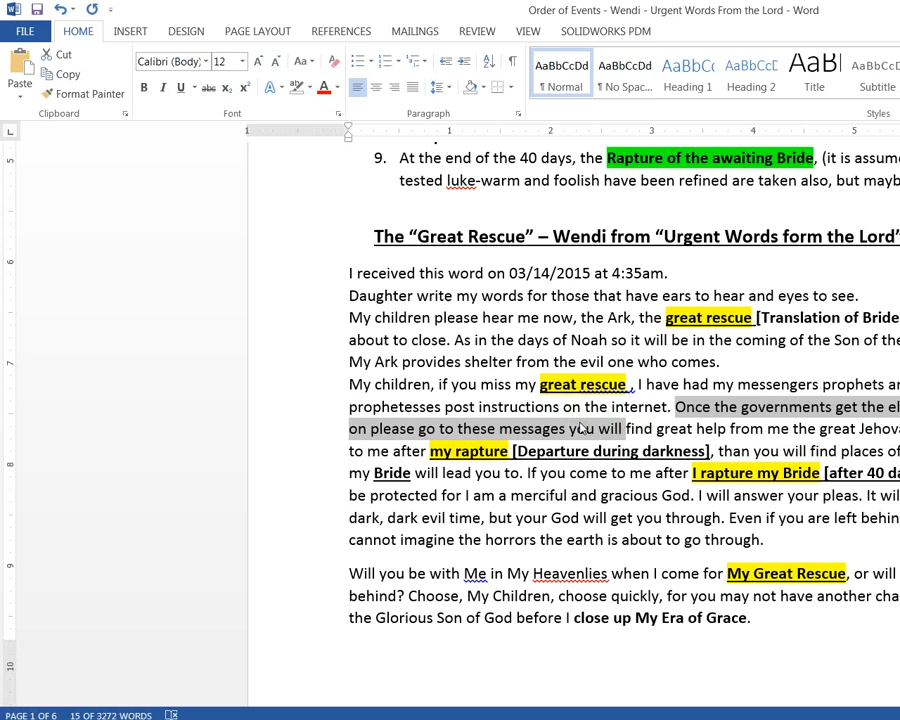 Order of Events - Wendi - Urgent Words From the Lord - Word
FILE HOME INSERT DESIGN PAGE LAYOUT REFERENCES MAILINGS REVIEW VIEW SOLIDWORKS PDM
Paste Cut Copy Format Painter
Calibri (Body) 12
AaBbCcDd AaBbCcDd AaBbCc AaBbCcD AaBl AaBbCcD
¶ Normal ¶ No Spac... Heading 1 Heading 2 Title Subtitle
Clipboard Font Paragraph Styles
1 1 2 3 4 5
9. At the end of the 40 days, the Rapture of the awaiting Bride, (it is assume
tested luke-warm and foolish have been refined are taken also, but mayb
The “Great Rescue” – Wendi from “Urgent Words form the Lord”
I received this word on 03/14/2015 at 4:35am.
Daughter write my words for those that have ears to hear and eyes to see.
My children please hear me now, the Ark, the great rescue [Translation of Bride
about to close. As in the days of Noah so it will be in the coming of the Son of the
My Ark provides shelter from the evil one who comes.
My children, if you miss my great rescue , I have had my messengers prophets an
prophetesses post instructions on the internet. Once the governments get the el
on please go to these messages you will find great help from me the great Jehov
to me after my rapture [Departure during darkness], than you will find places of
my Bride will lead you to. If you come to me after I rapture my Bride [after 40 da
be protected for I am a merciful and gracious God. I will answer your pleas. It wil
dark, dark evil time, but your God will get you through. Even if you are left behin
cannot imagine the horrors the earth is about to go through.
Will you be with Me in My Heavenlies when I come for My Great Rescue, or will
behind? Choose, My Children, choose quickly, for you may not have another cha
the Glorious Son of God before I close up My Era of Grace.
5
6
7
8
9
10
PAGE 1 OF 6 15 OF 3272 WORDS